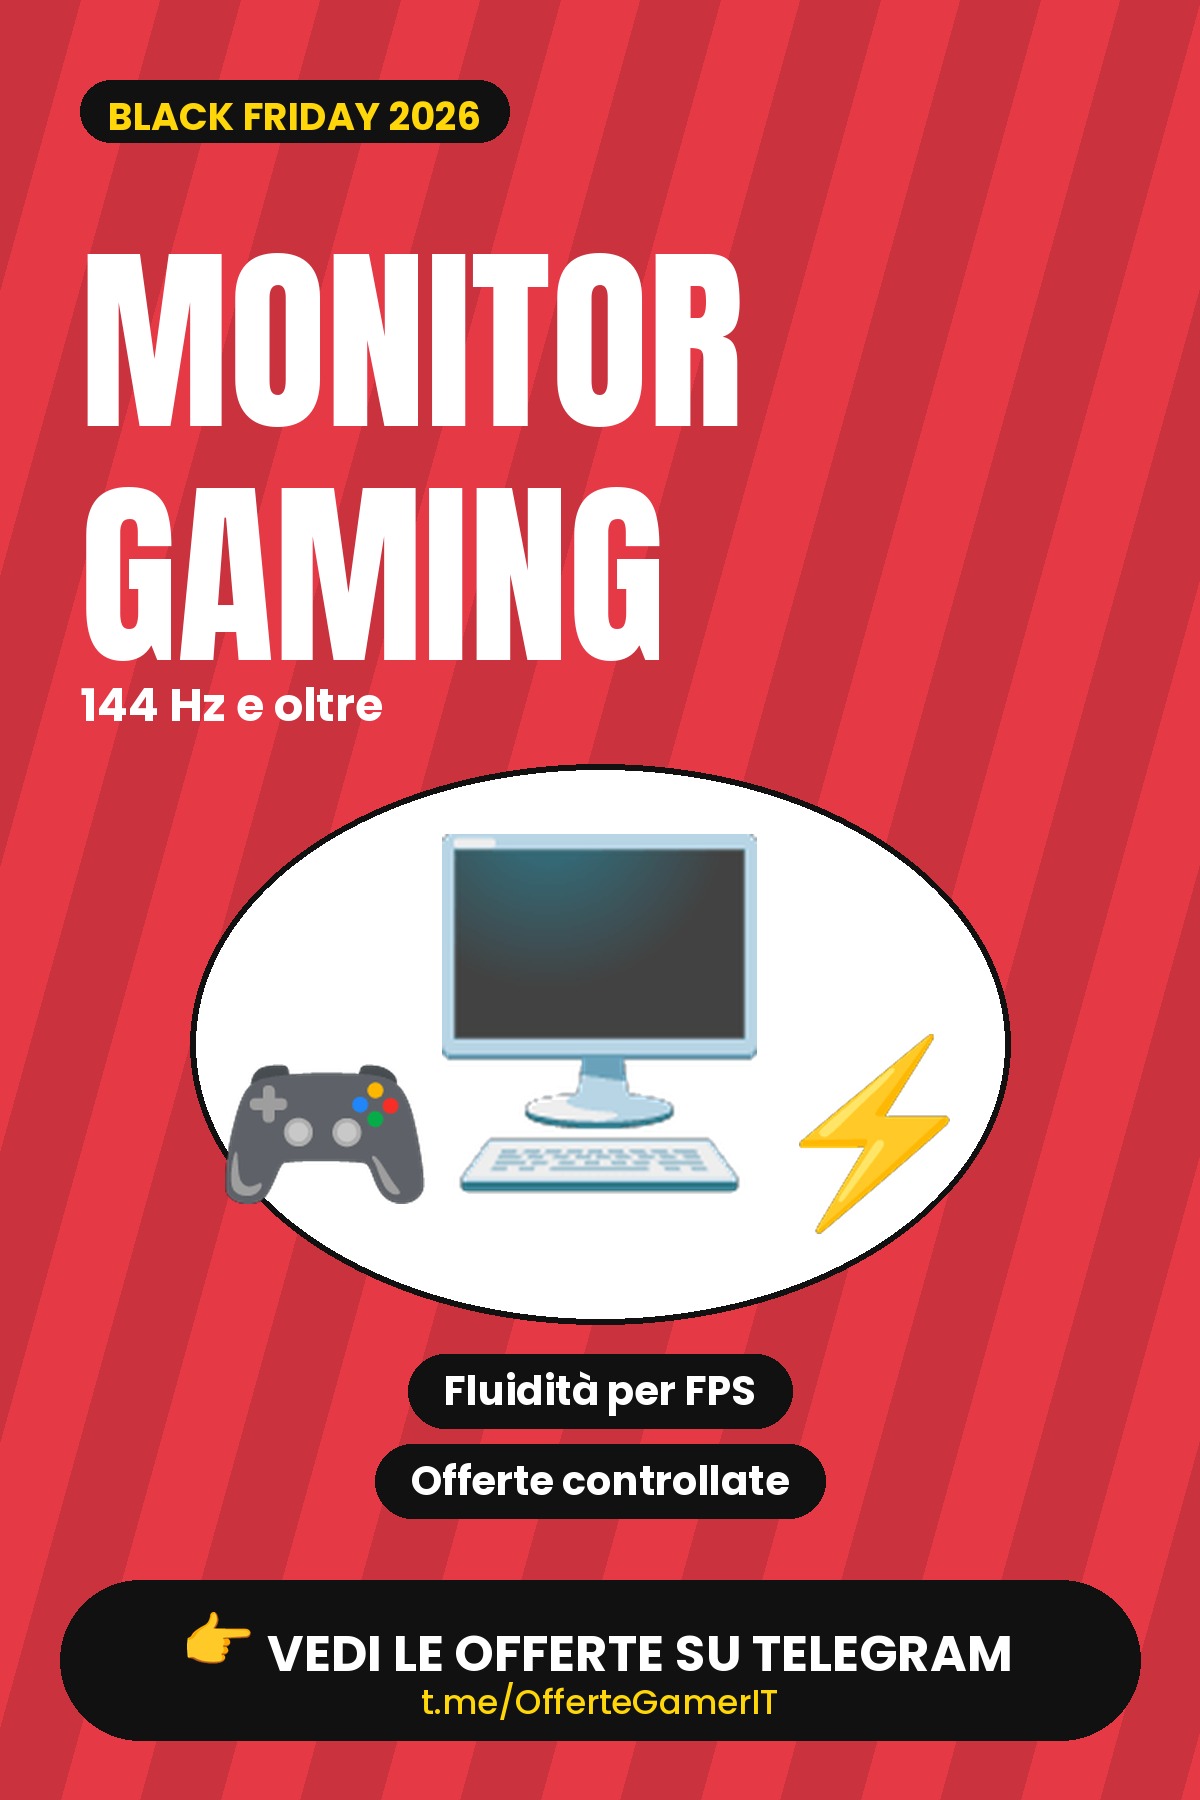 BLACK FRIDAY 2026
MONITOR
GAMING
144 Hz e oltre
Fluidità per FPS
Offerte controllate
VEDI LE OFFERTE SU TELEGRAM
t.me/OfferteGamerIT